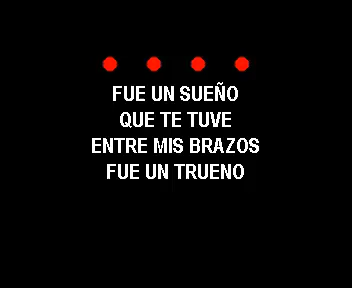 FUE UN SUEÑO
QUE TE TUVE
ENTRE MIS BRAZOS
FUE UN TRUENO